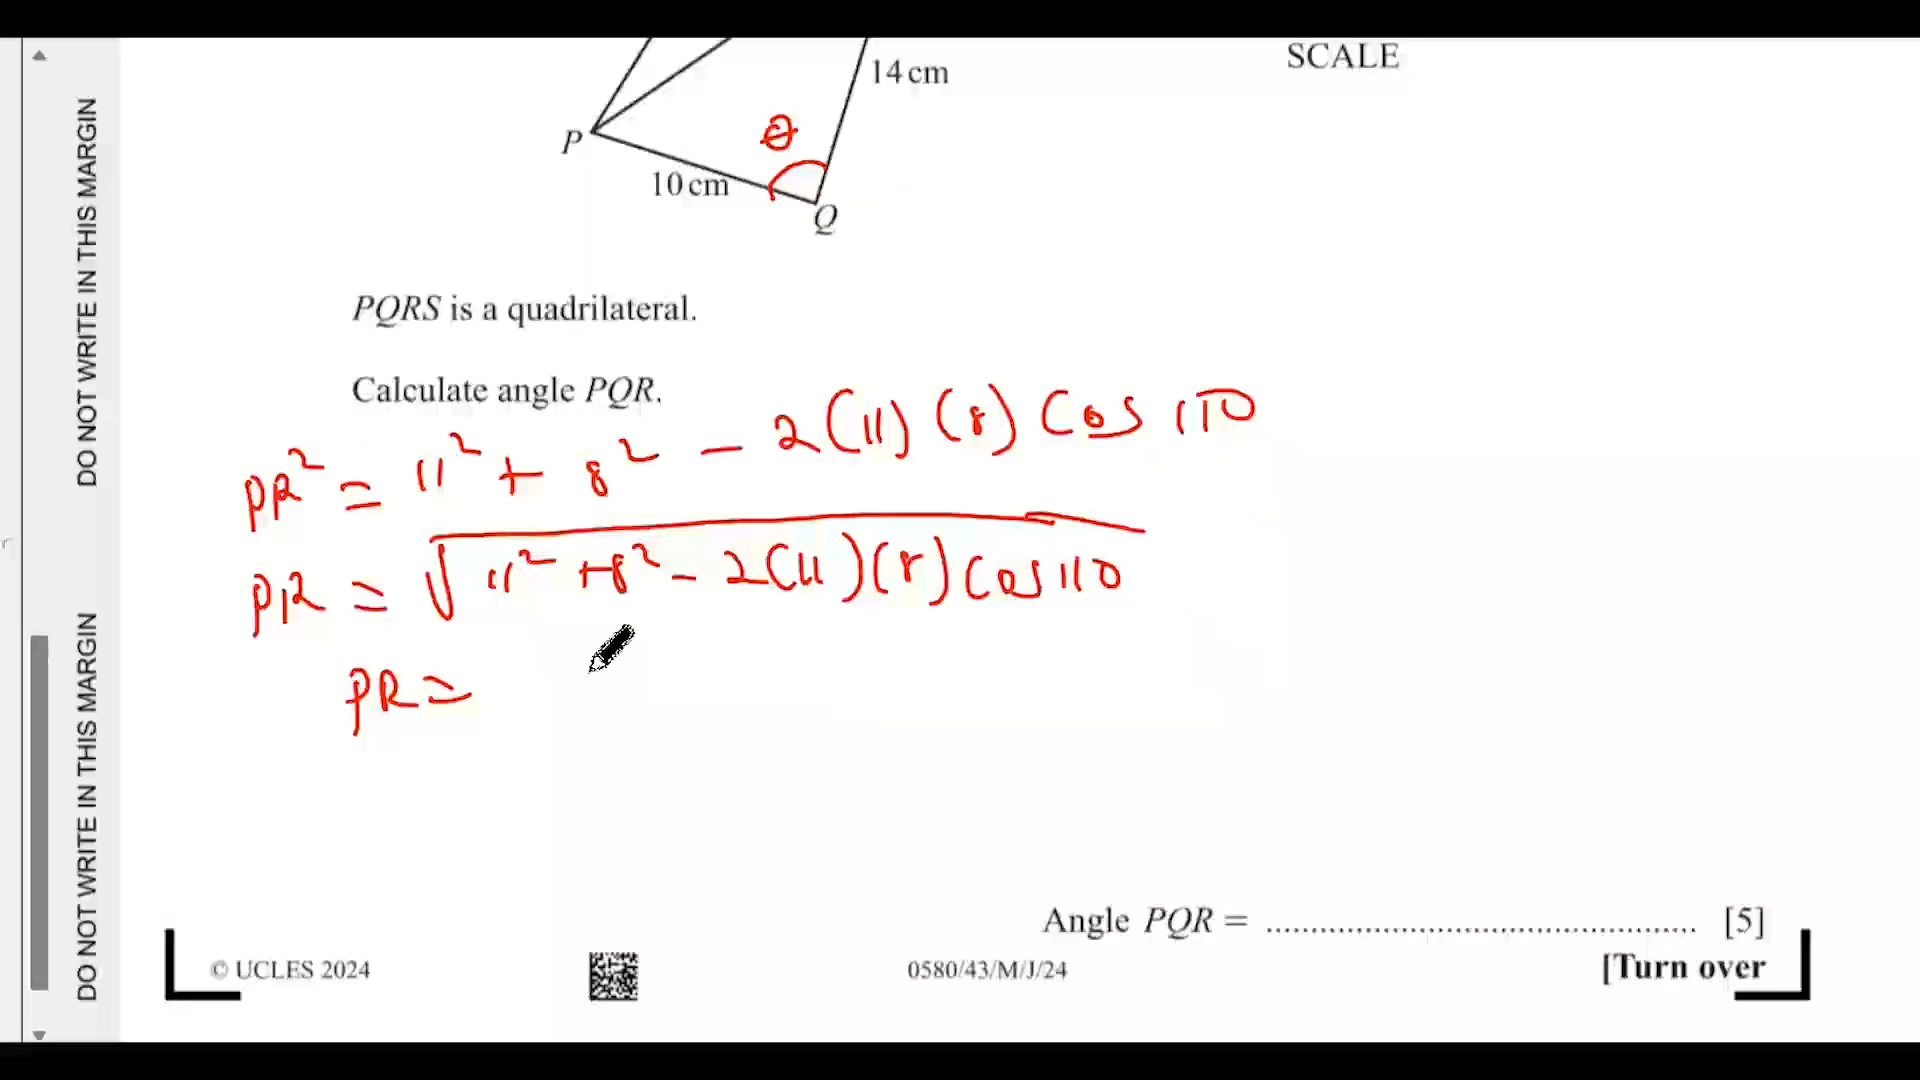 SCALE
14 cm
P
θ
10 cm
Q
PQRS is a quadrilateral.
Calculate angle PQR.
PR² = 11² + 8² - 2(11)(8) Cos 110
PR = √11² + 8² - 2(11)(8) Cos 110
PR =
Angle PQR = ............................................. [5]
© UCLES 2024
0580/43/M/J/24
[Turn over
DO NOT WRITE IN THIS MARGIN
DO NOT WRITE IN THIS MARGIN